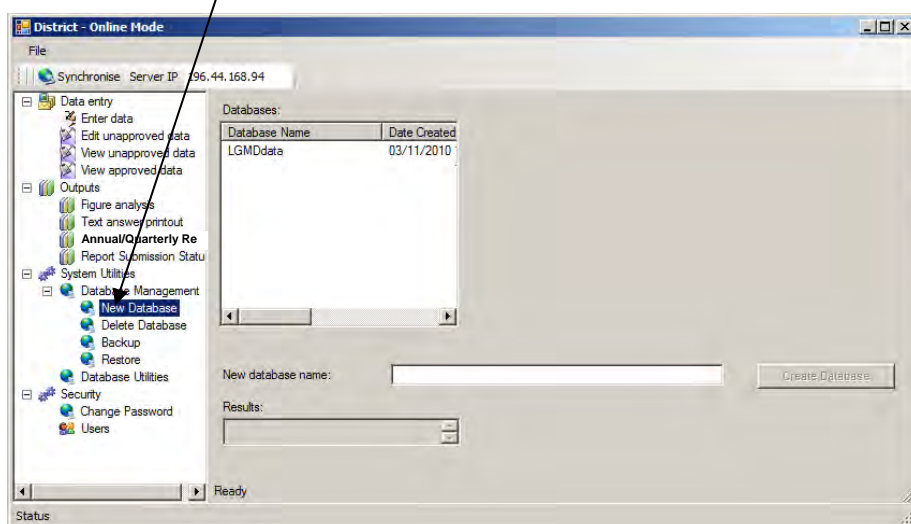 District - Online Mode
File
Synchronise Server IP 196.44.168.94
Data entry
Enter data
Edit unapproved data
View unapproved data
View approved data
Outputs
Figure analysis
Text answer printout
Annual/Quarterly Re
Report Submission Statu
System Utilities
Database Management
New Database
Delete Database
Backup
Restore
Database Utilities
Security
Change Password
Users
Databases:
Database Name Date Created
LGMDdata 03/11/2010
New database name: Create Database
Results:
Ready
Status